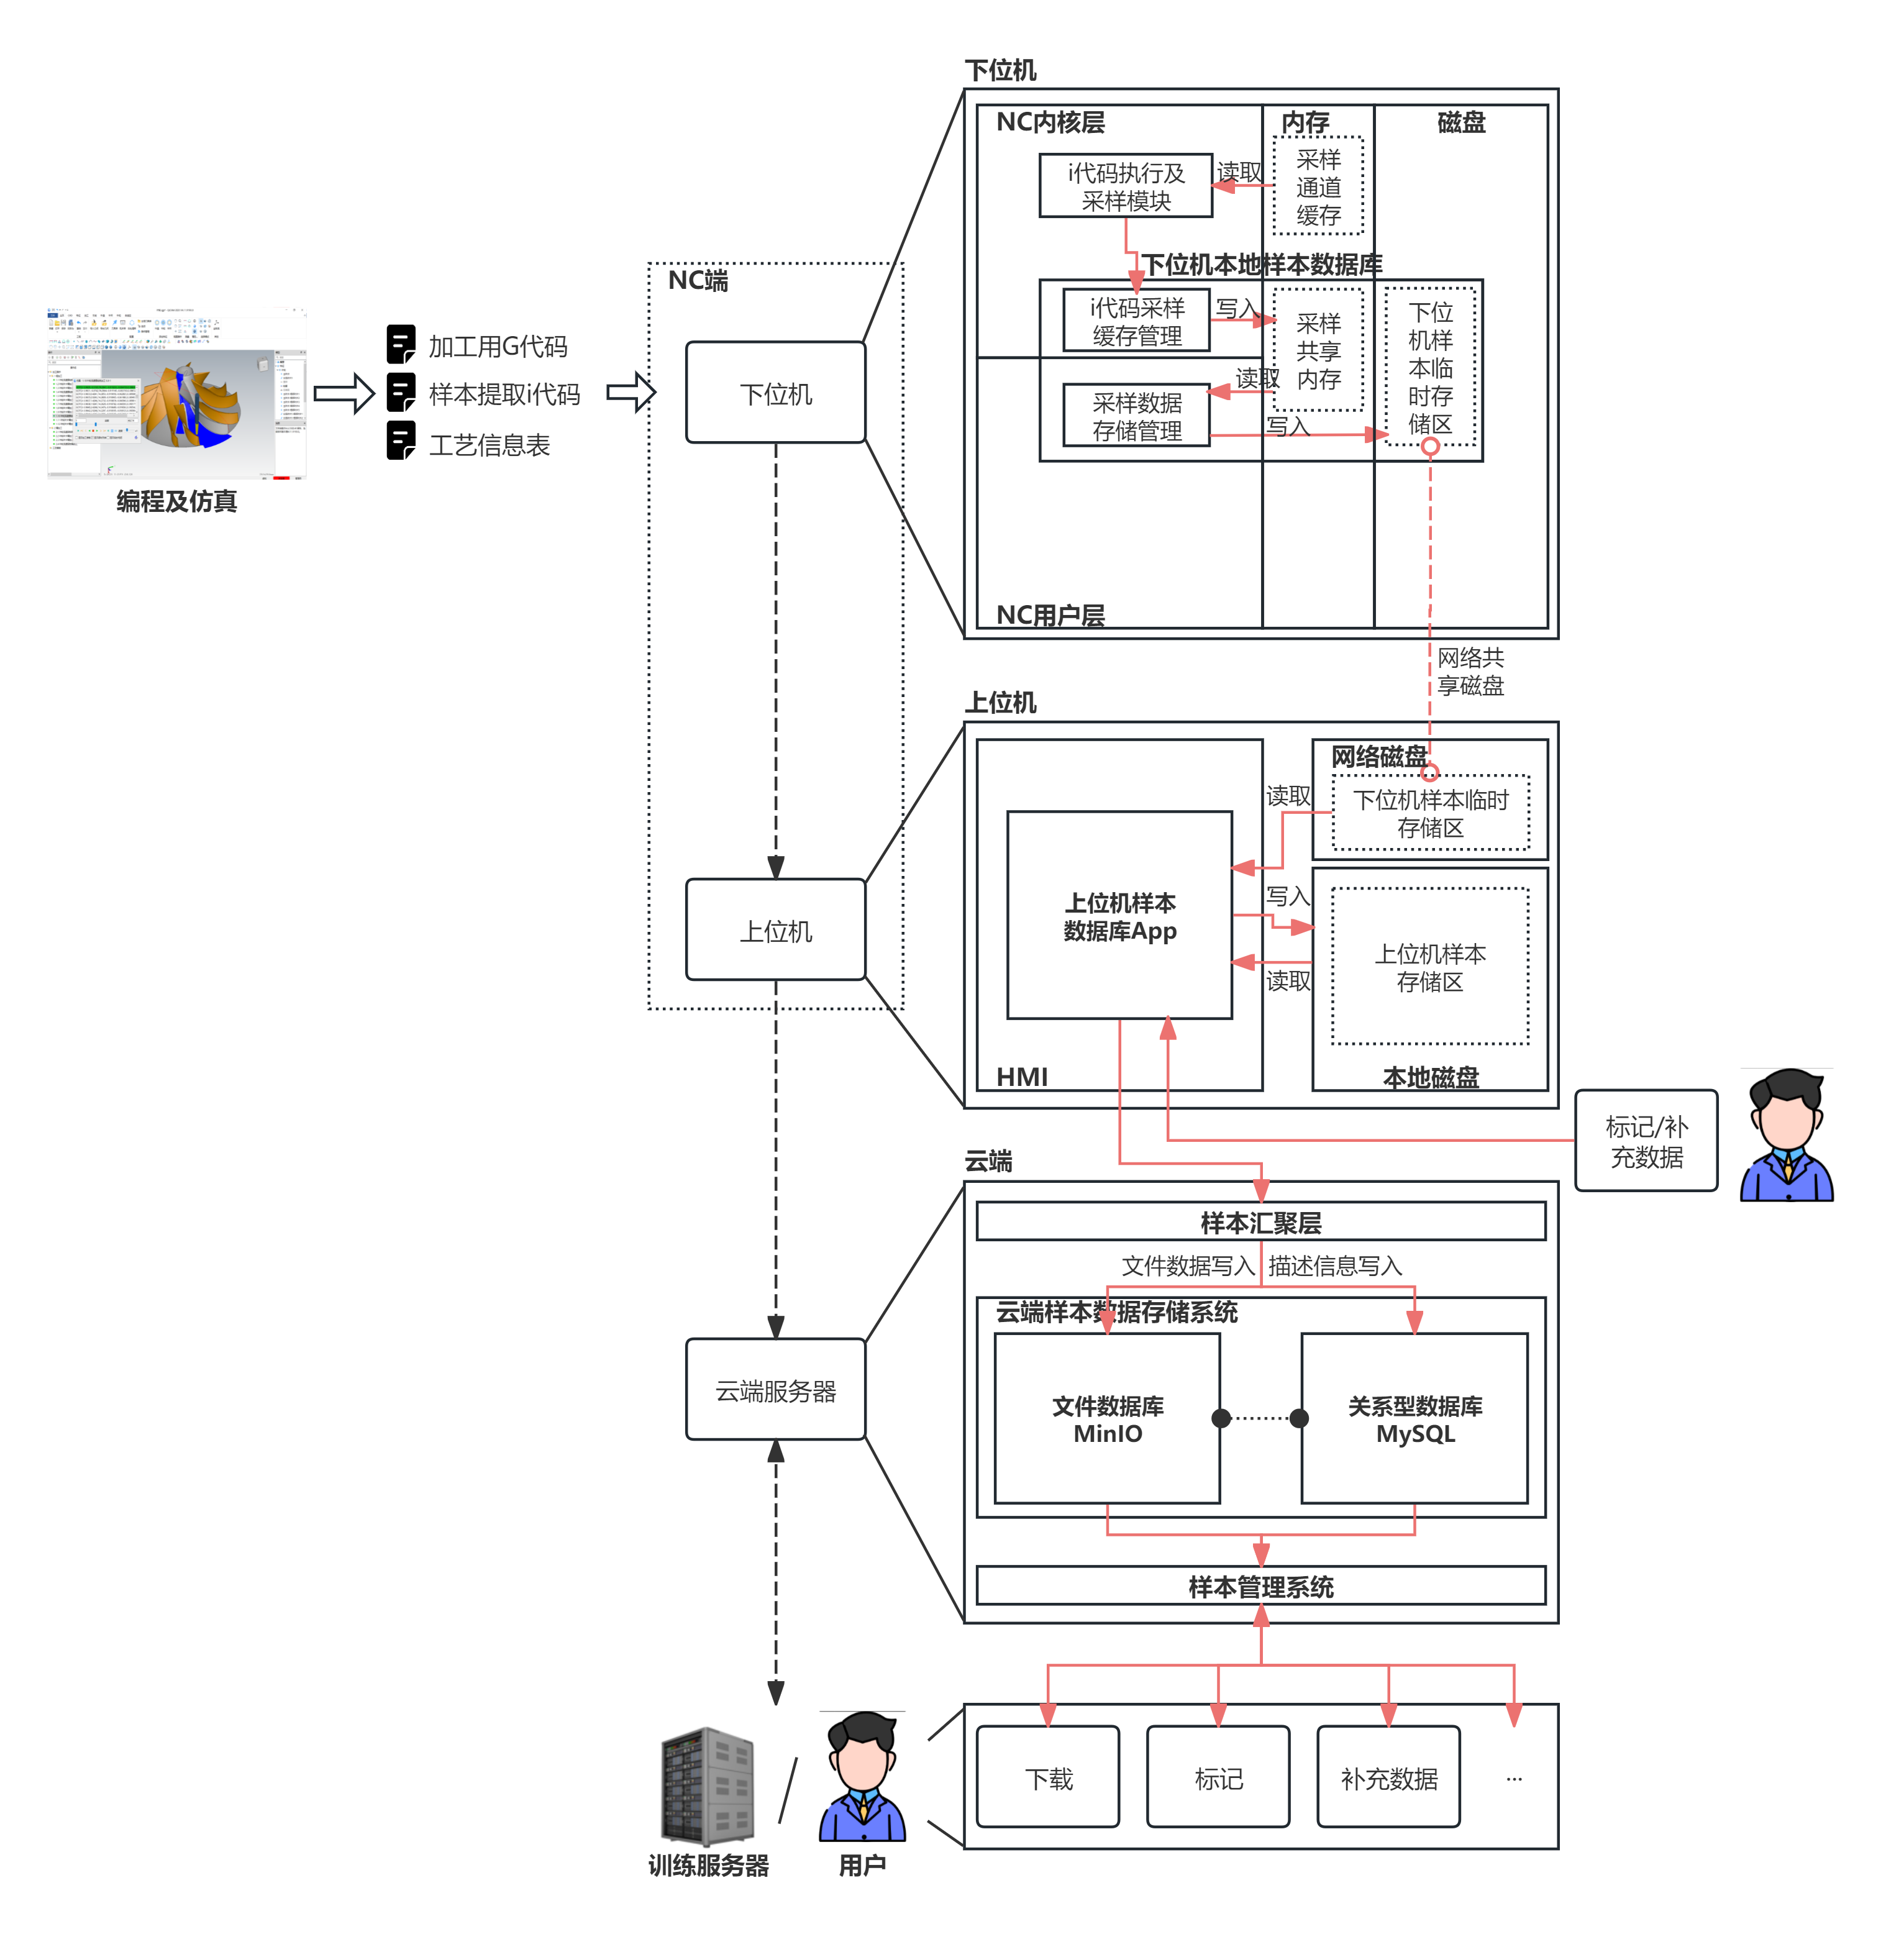 下位机
NC内核层
内存
磁盘
i代码执行及
采样模块
读取
采样
通道
缓存
下位机本地样本数据库
i代码采样
缓存管理
写入
采样
共享
内存
下位
机样
本临
时存
储区
读取
采样数据
存储管理
写入
NC用户层
NC端
下位机
加工用G代码
样本提取i代码
工艺信息表
编程及仿真
网络共
享磁盘
上位机
网络磁盘
下位机样本临时
存储区
读取
上位机样本
数据库App
写入
上位机样本
存储区
读取
HMI
本地磁盘
上位机
标记/补
充数据
云端
样本汇聚层
文件数据写入
描述信息写入
云端样本数据存储系统
文件数据库
MinIO
关系型数据库
MySQL
云端服务器
样本管理系统
下载
标记
补充数据
...
训练服务器
用户